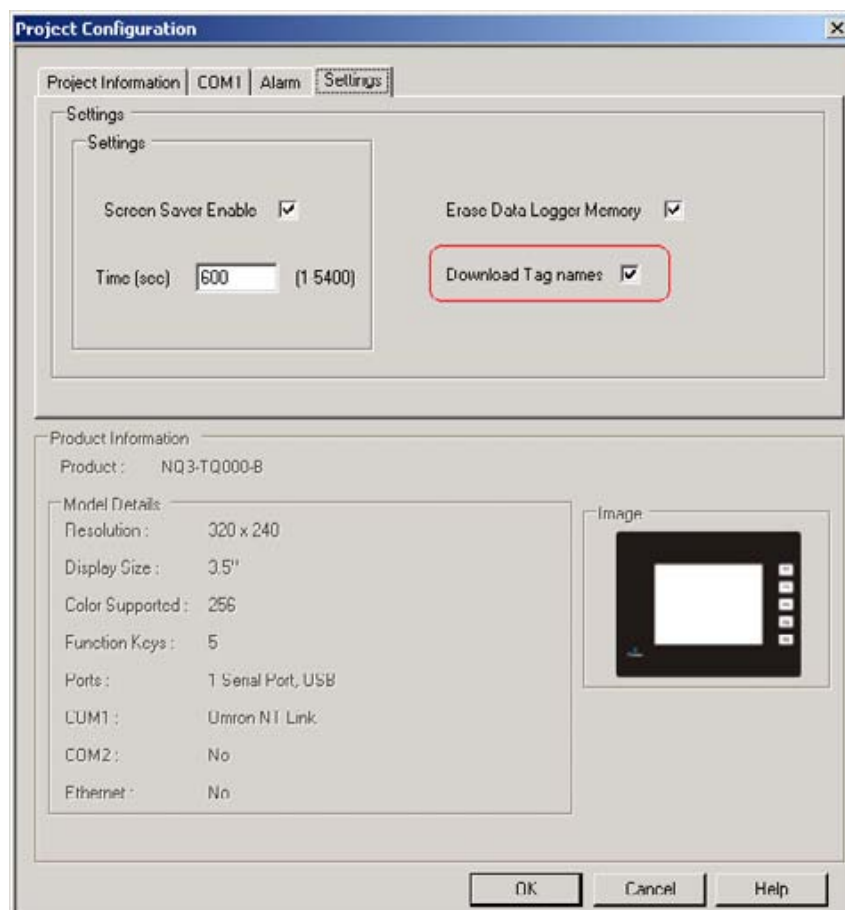 Project Configuration
Project Information COM1 Alarm Settings
Settings
Settings
Screen Saver Enable
Erase Data Logger Memory
Time (sec) 600 (1-5400)
Download Tag names
Product Information
Product : NQ3-TQ000-B
Model Details
Resolution : 320 x 240
Display Size : 3.5"
Color Supported : 256
Function Keys : 5
Ports : 1 Serial Port, USB
COM1 : Omron NT Link
COM2 : No
Ethernet : No
Image
OK Cancel Help